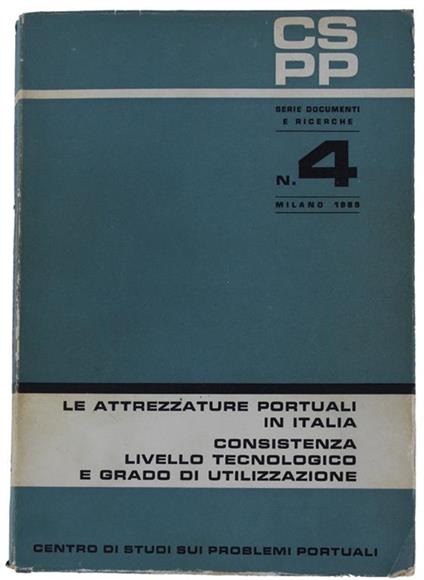 CS
PP
SERIE DOCUMENTI
E RICERCHE
N. 4
MILANO 1969
LE ATTREZZATURE PORTUALI
IN ITALIA
CONSISTENZA
LIVELLO TECNOLOGICO
E GRADO DI UTILIZZAZIONE
CENTRO DI STUDI SUI PROBLEMI PORTUALI